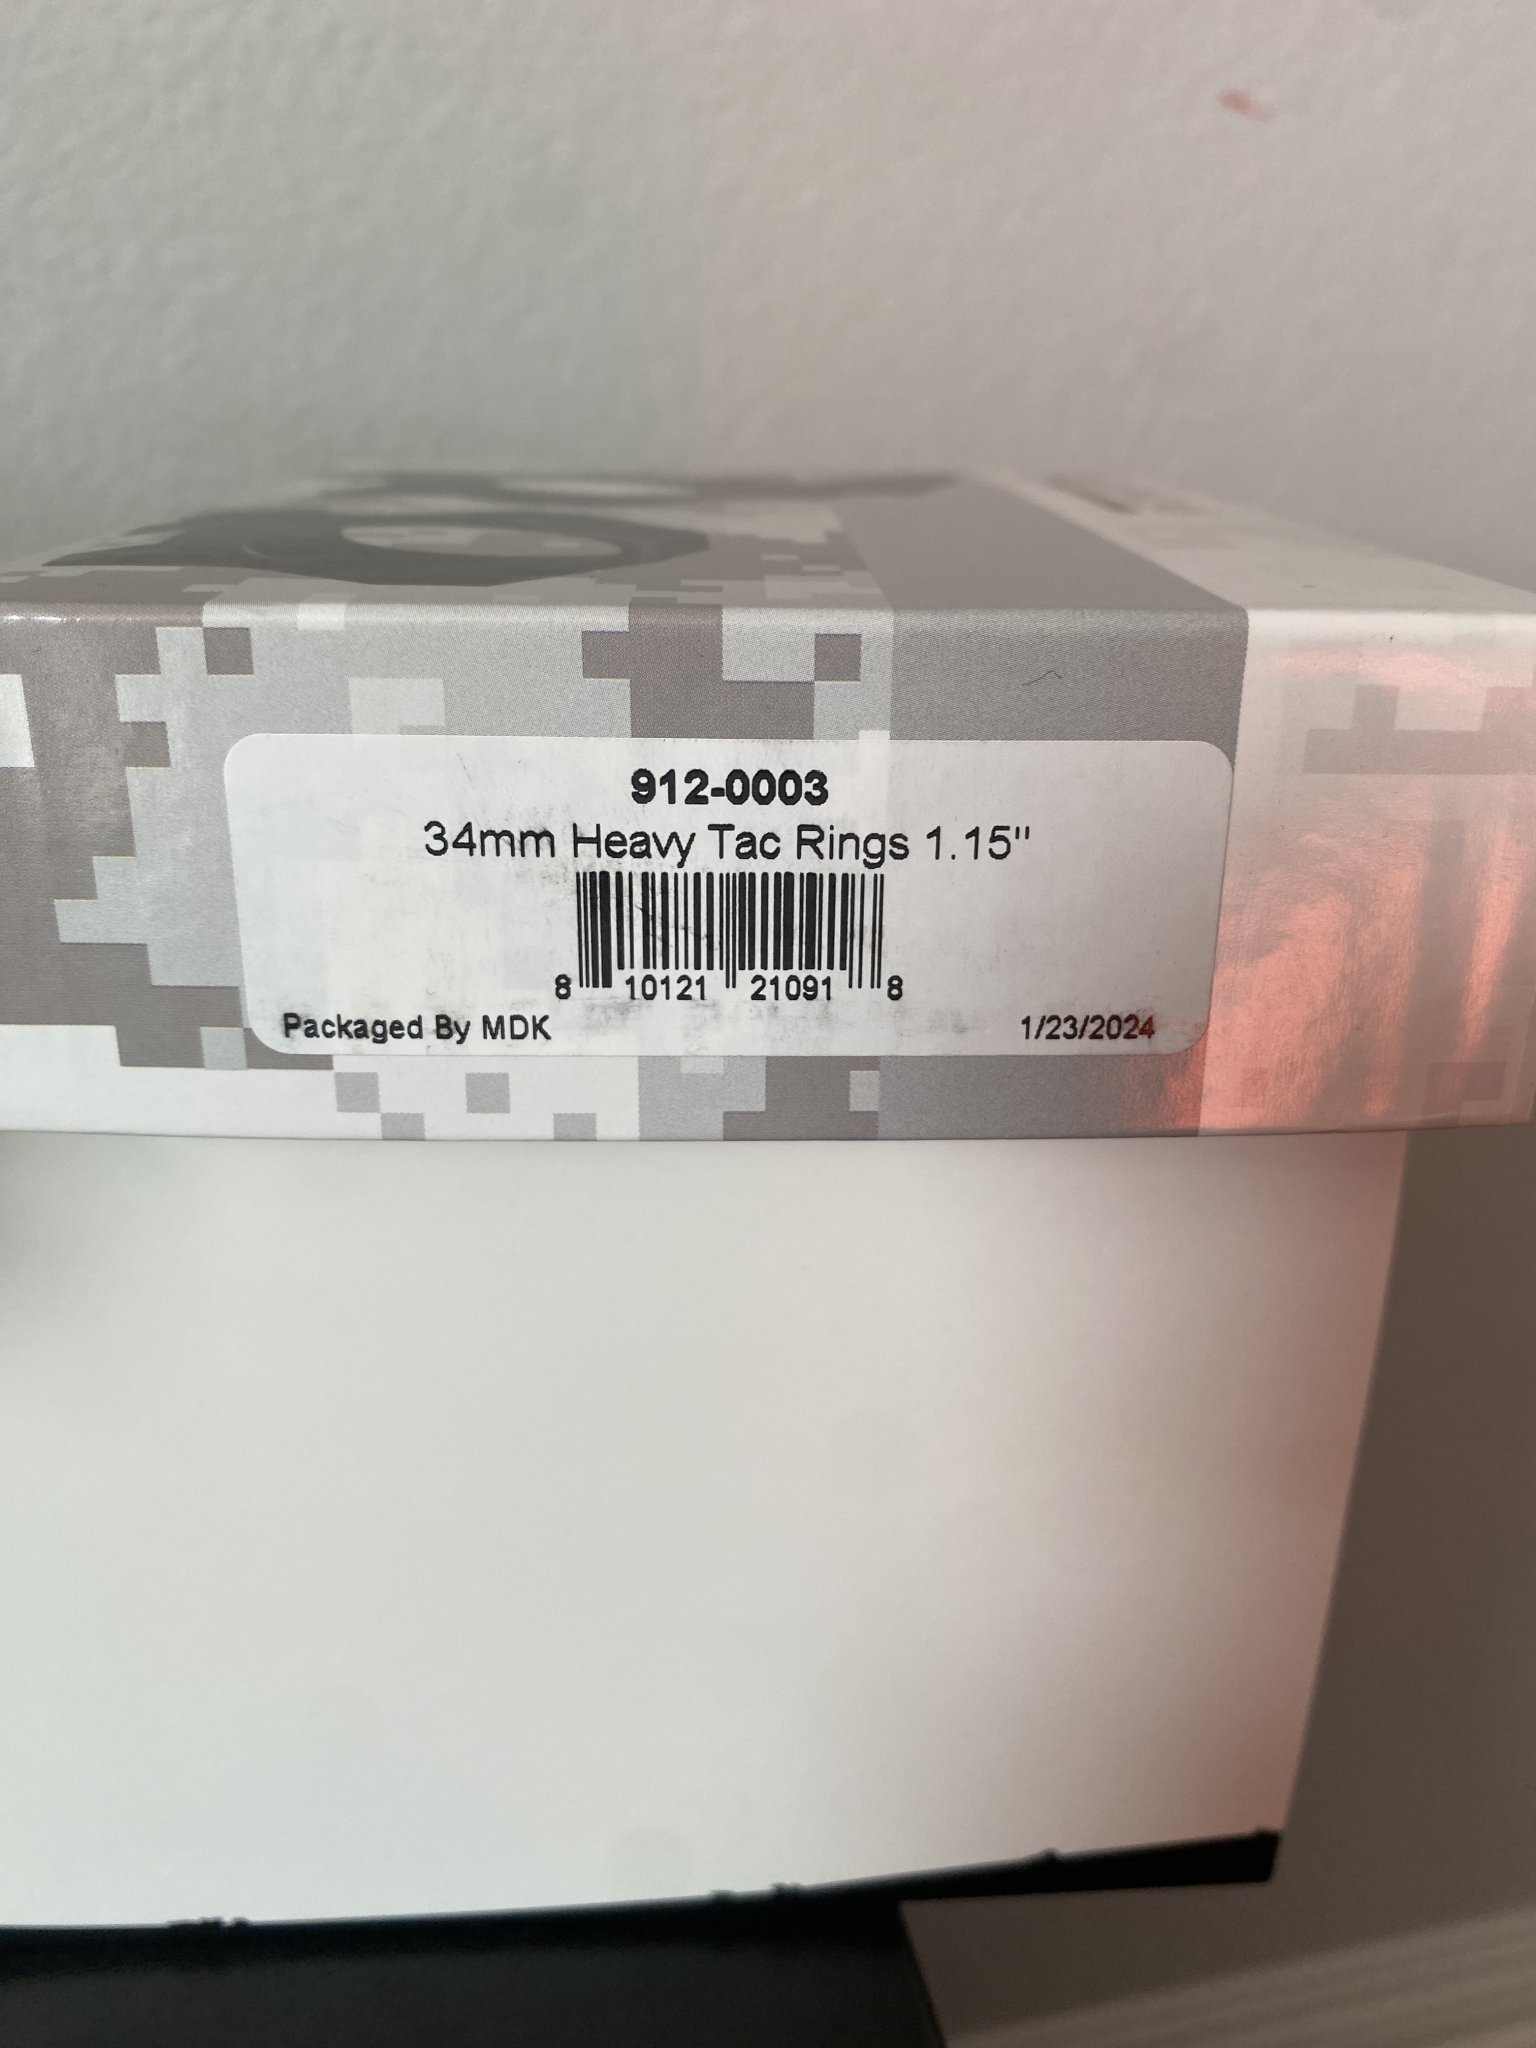 912-0003
34mm Heavy Tac Rings 1.15"
8 10121 21091 8
Packaged By MDK 1/23/2024